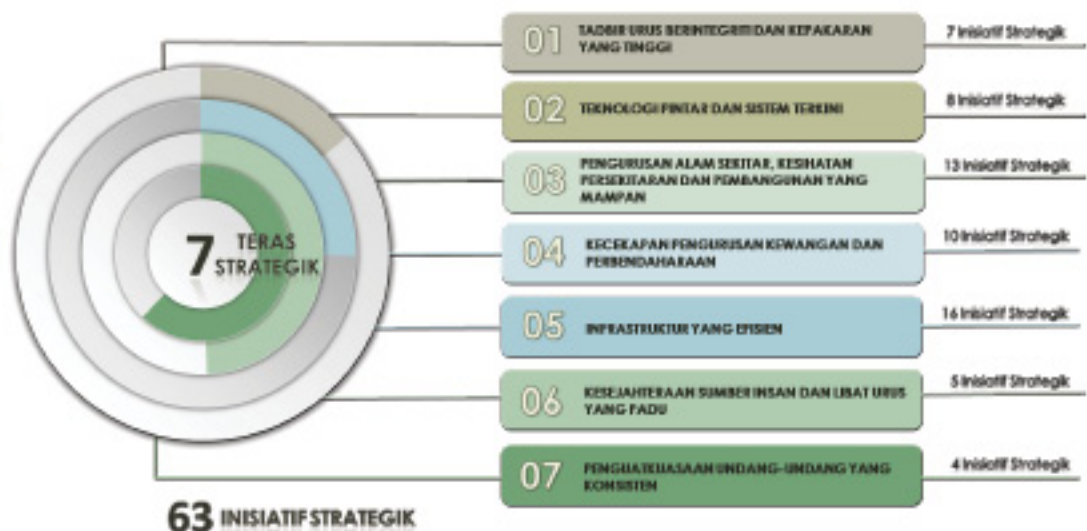 01 TADBIR URUS BERINTEGRITI DAN KEPAKARAN
YANG TINGGI
7 Inisiatif Strategik
02 TEKNOLOGI PINTAR DAN SISTEM TERKINI
8 Inisiatif Strategik
03 PENGURUSAN ALAM SEKITAR, KESIHATAN
PERSEKITARAN DAN PEMBANGUNAN YANG
MAMPAN
13 Inisiatif Strategik
7 TERAS
STRATEGIK
04 KECEKAPAN PENGURUSAN KEWANGAN DAN
PERBENDAHARAAN
10 Inisiatif Strategik
05 INFRASTRUKTUR YANG EFISIEN
16 Inisiatif Strategik
06 KESEJAHTERAAN SUMBER INSAN DAN LIBAT URUS
YANG PADU
5 Inisiatif Strategik
07 PENGUATKUASAAN UNDANG-UNDANG YANG
KONSISTEN
4 Inisiatif Strategik
63 INISIATIF STRATEGIK